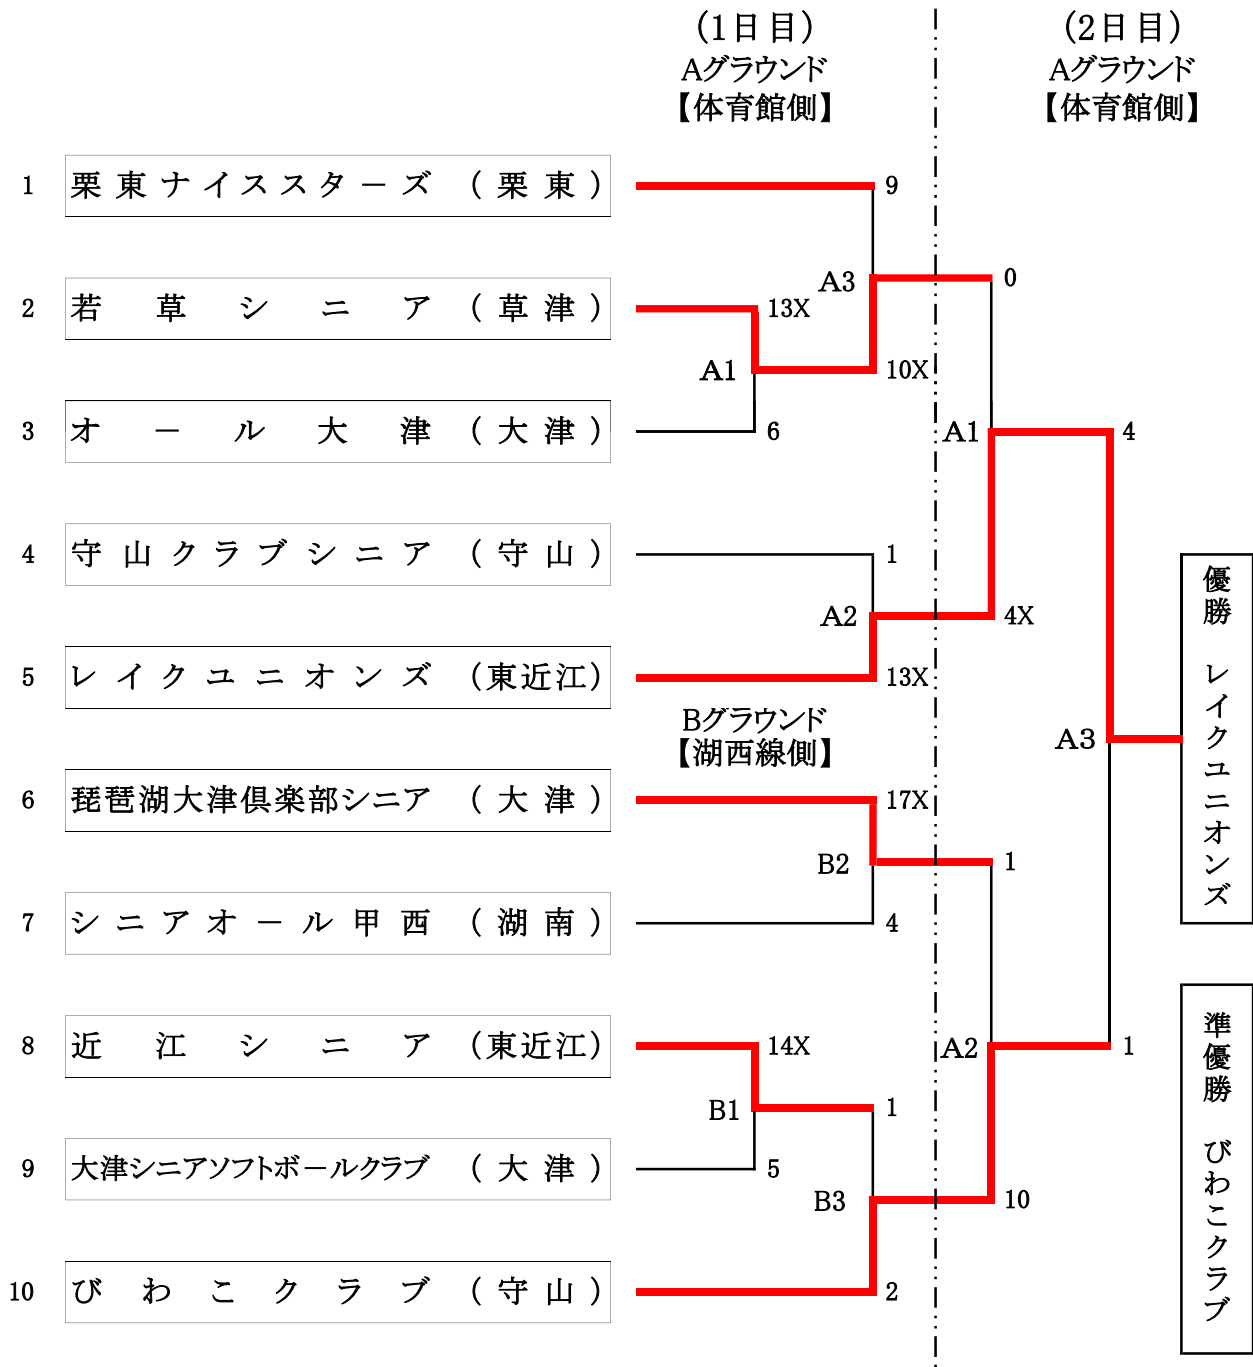 (1日目)
Aグラウンド
【体育館側】
(2日目)
Aグラウンド
【体育館側】
1 栗東ナイススターズ (栗東) 9
A3 0
2 若草シニア (草津) 13X
A1 10X
3 オール大津 (大津) 6
A1 4
4 守山クラブシニア (守山) 1
A2 4X
5 レイクユニオンズ (東近江) 13X
Bグラウンド
【湖西線側】
A3
優勝 レイクユニオンズ
6 琵琶湖大津倶楽部シニア (大津) 17X
B2 1
7 シニアオール甲西 (湖南) 4
8 近江シニア (東近江) 14X
A2 1
B1 1
9 大津シニアソフトボールクラブ (大津) 5
B3 10
10 びわこクラブ (守山) 2
準優勝 びわこクラブ